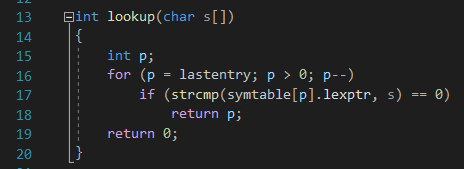 13 int lookup(char s[])
14 {
15 int p;
16 for (p = lastentry; p > 0; p--)
17 if (strcmp(symtable[p].lexptr, s) == 0)
18 return p;
19 return 0;
20 }